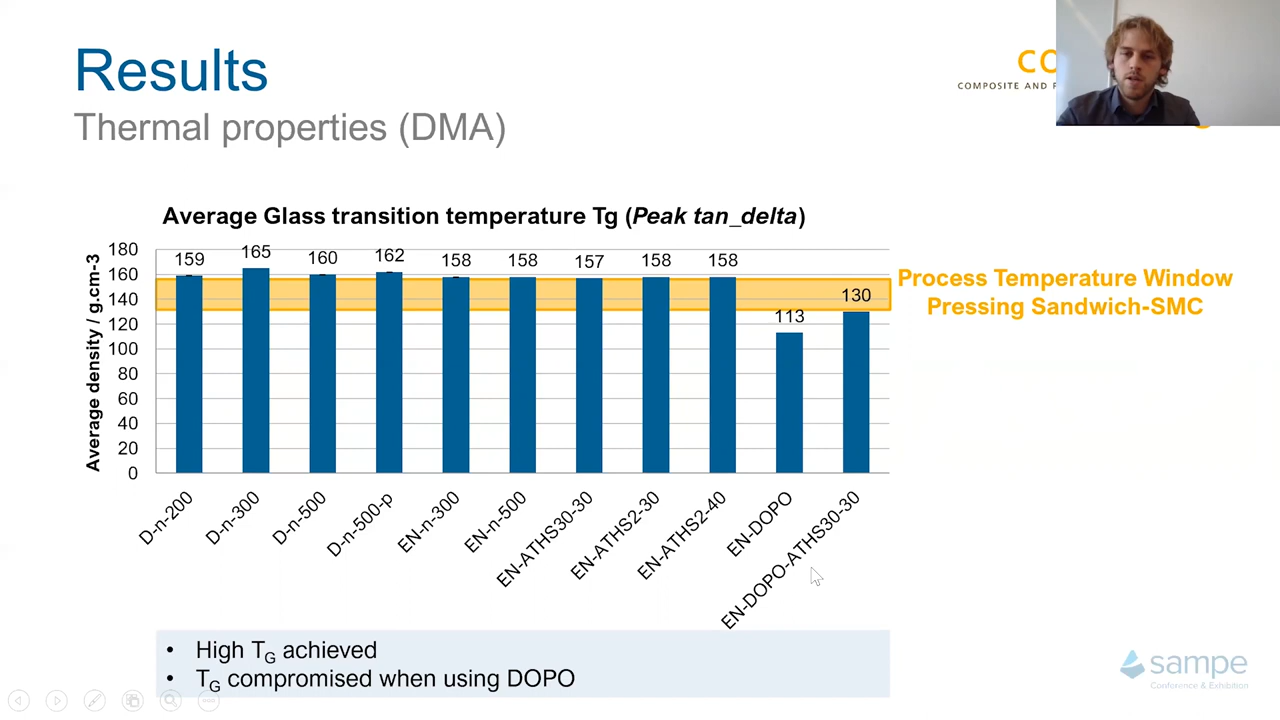 Results
Thermal properties (DMA)
CO
COMPOSITE AND
Average Glass transition temperature Tg (Peak tan_delta)
Average density / g.cm-3
180
160
140
120
100
80
60
40
20
0
159
165
160
162
158
158
157
158
158
113
130
Process Temperature Window
Pressing Sandwich-SMC
D-n-200
D-n-300
D-n-500
D-n-500-p
EN-n-300
EN-n-500
EN-ATHS30-30
EN-ATHS2-30
EN-ATHS2-40
EN-DOPO
EN-DOPO-ATHS30-30
• High TG achieved
• TG compromised when using DOPO
sampe
Conference & Exhibition